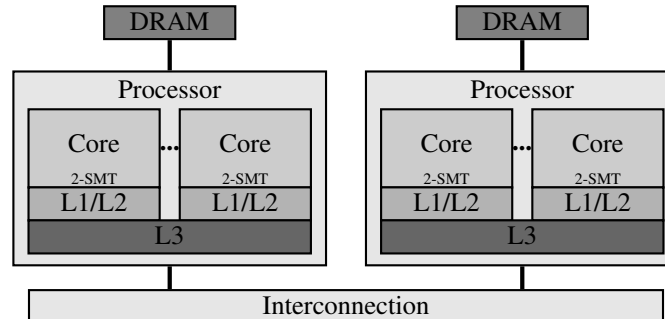 DRAM DRAM
Processor Processor
Core ... Core Core ... Core
2-SMT 2-SMT 2-SMT 2-SMT
L1/L2 L1/L2 L1/L2 L1/L2
L3 L3
Interconnection